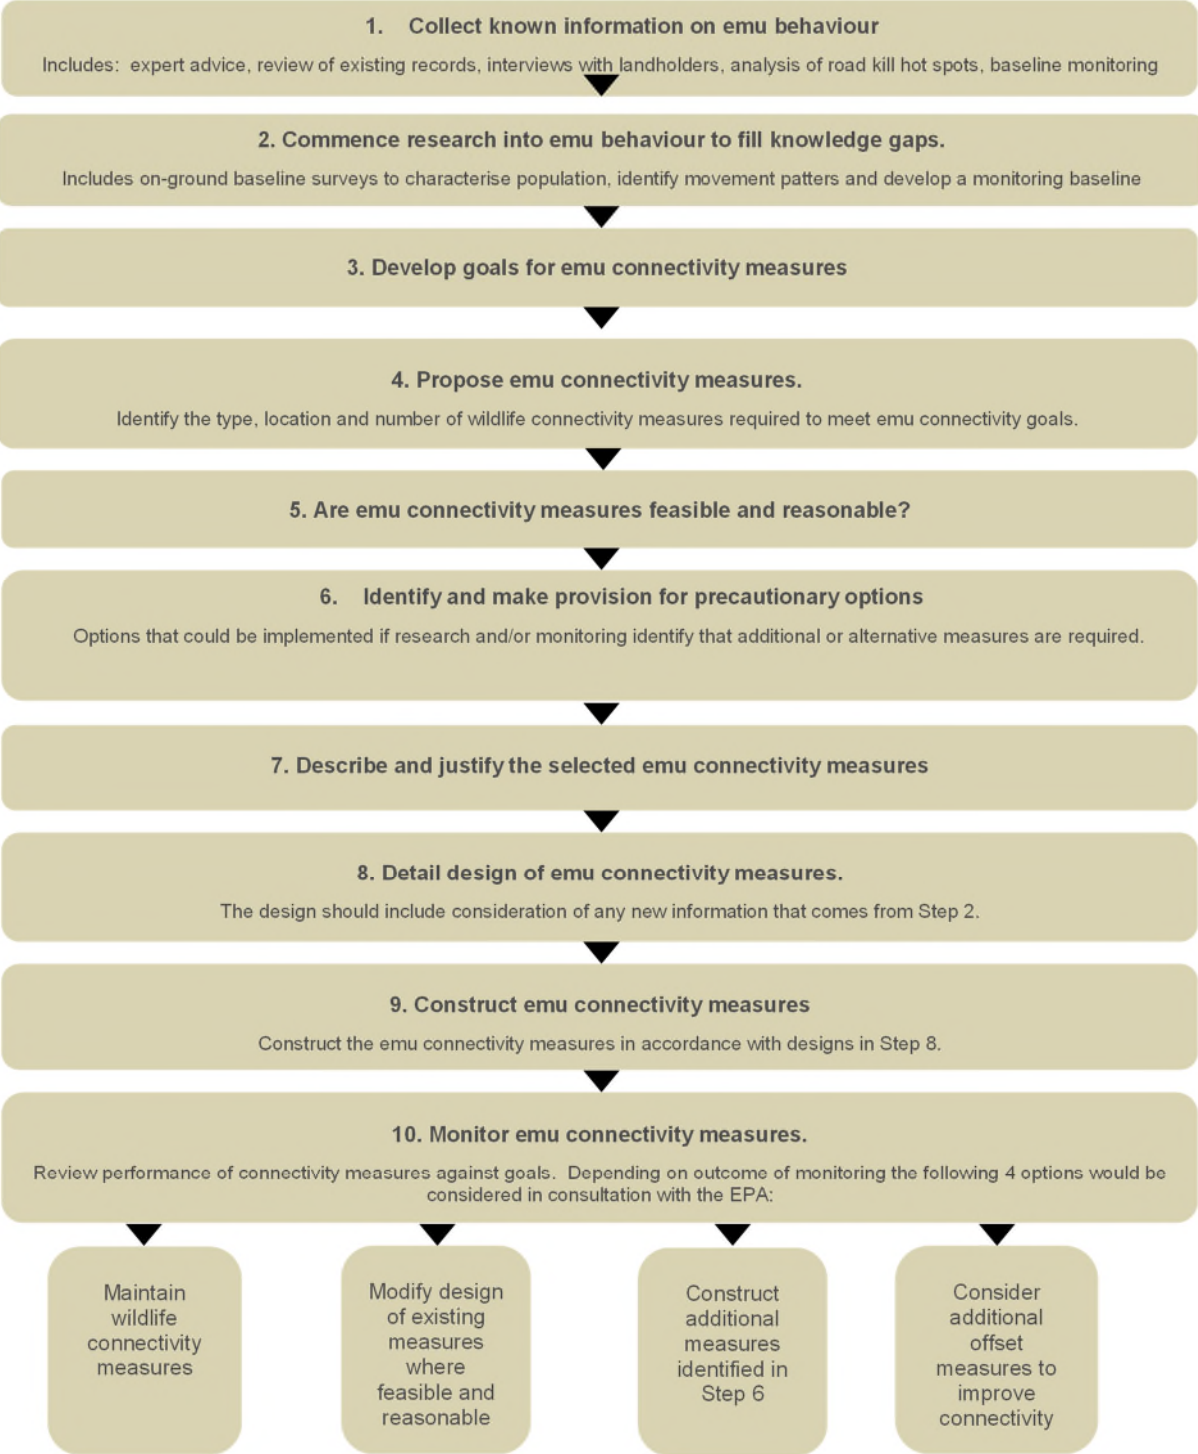 1. Collect known information on emu behaviour
Includes: expert advice, review of existing records, interviews with landholders, analysis of road kill hot spots, baseline monitoring
2. Commence research into emu behaviour to fill knowledge gaps.
Includes on-ground baseline surveys to characterise population, identify movement patters and develop a monitoring baseline
3. Develop goals for emu connectivity measures
4. Propose emu connectivity measures.
Identify the type, location and number of wildlife connectivity measures required to meet emu connectivity goals.
5. Are emu connectivity measures feasible and reasonable?
6. Identify and make provision for precautionary options
Options that could be implemented if research and/or monitoring identify that additional or alternative measures are required.
7. Describe and justify the selected emu connectivity measures
8. Detail design of emu connectivity measures.
The design should include consideration of any new information that comes from Step 2.
9. Construct emu connectivity measures
Construct the emu connectivity measures in accordance with designs in Step 8.
10. Monitor emu connectivity measures.
Review performance of connectivity measures against goals. Depending on outcome of monitoring the following 4 options would be
considered in consultation with the EPA:
Maintain
wildlife
connectivity
measures
Modify design
of existing
measures
where
feasible and
reasonable
Construct
additional
measures
identified in
Step 6
Consider
additional
offset
measures to
improve
connectivity